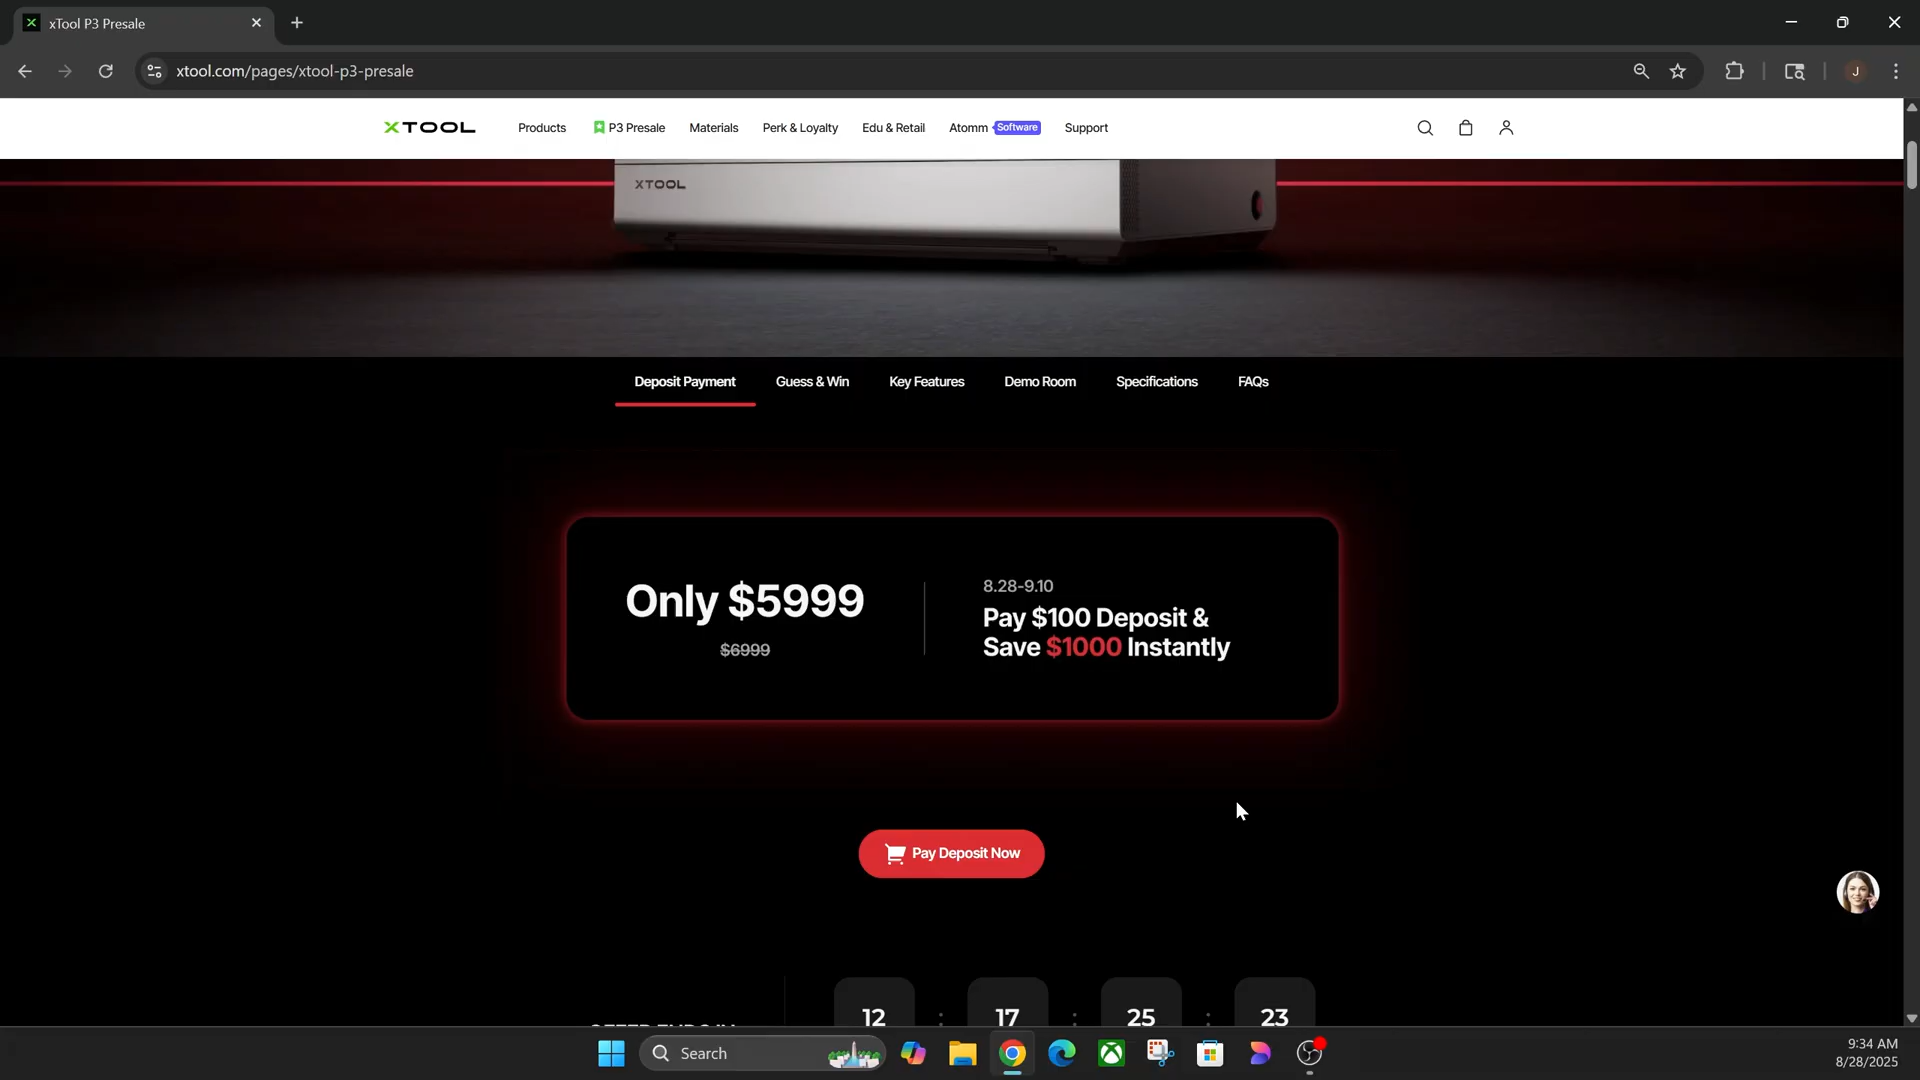 xTool P3 Presale
xtool.com/pages/xtool-p3-presale
J
XTOOL
Products
P3 Presale
Materials
Perk & Loyalty
Edu & Retail
Atomm Software
Support
XTOOL
Deposit Payment
Guess & Win
Key Features
Demo Room
Specifications
FAQs
Only $5999
$6999
8.28-9.10
Pay $100 Deposit &
Save $1000 Instantly
Pay Deposit Now
12 : 17 : 25 : 23
Search
9:34 AM
8/28/2025